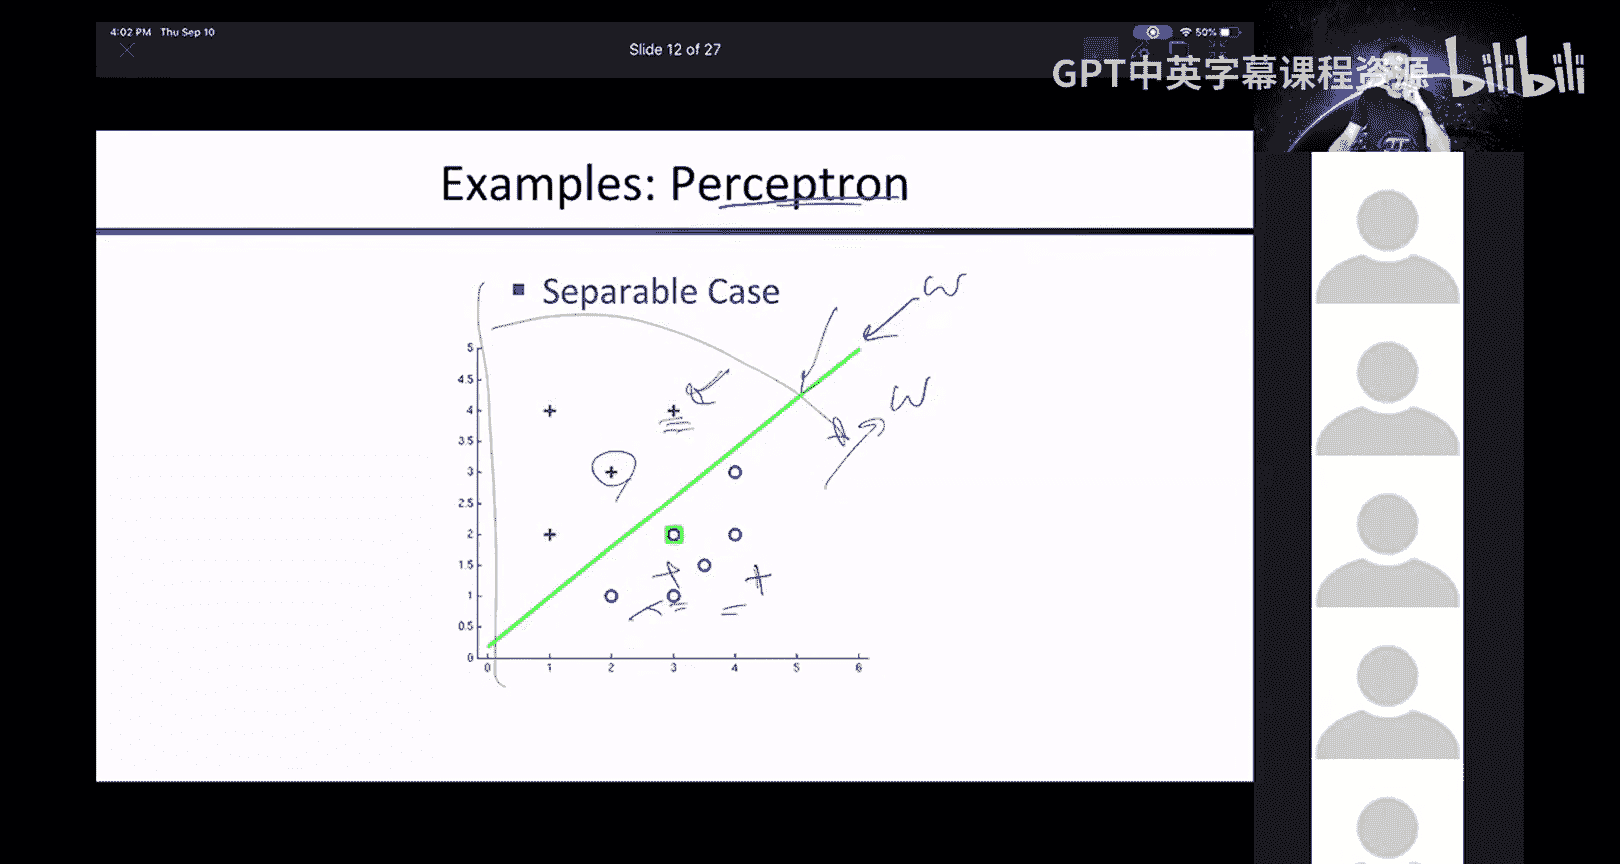 4:02 PM Thu Sep 10
50%
Slide 12 of 27
GPT中英字幕课程资源 bilibili
Examples: Perceptron
Separable Case
w
w
5
4.5
4
3.5
3
2.5
2
1.5
1
0.5
0
0 1 2 3 4 5 6